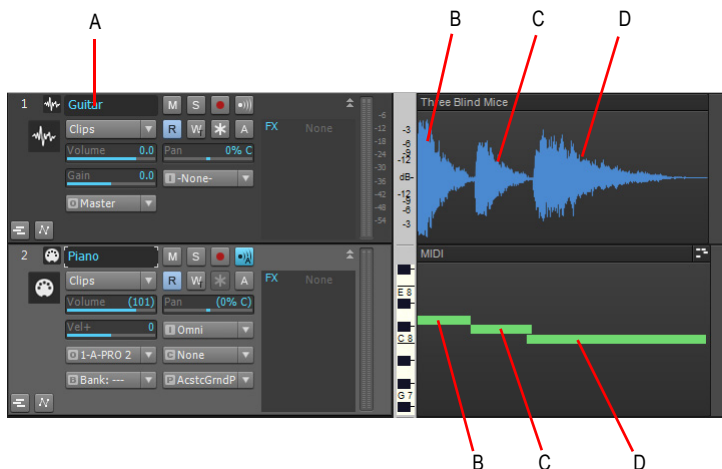 A B C D
1 Guitar M S Three Blind Mice
Clips R W A FX None
Volume 0.0 Pan 0% C
Gain 0.0 I -None-
O Master
-6
-12
-18
-24
-30
-36
-42
-48
-54
-3
-6
-9
-12
dB-
-12
-9
-6
-3
2 Piano M S MIDI
Clips R W A FX None
Volume (101) Pan (0% C)
Vel+ 0 I Omni
O 1-A-PRO 2 C None
B Bank: --- P AcstcGrndP
E 8
C 8
G 7
B C D